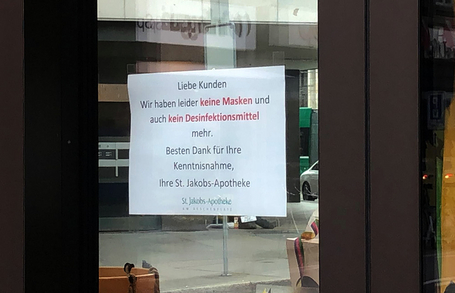 Liebe Kunden
Wir haben leider keine Masken und
auch kein Desinfektionsmittel
mehr.
Besten Dank für Ihre
Kenntnisnahme,
Ihre St. Jakobs-Apotheke
St. Jakobs-Apotheke